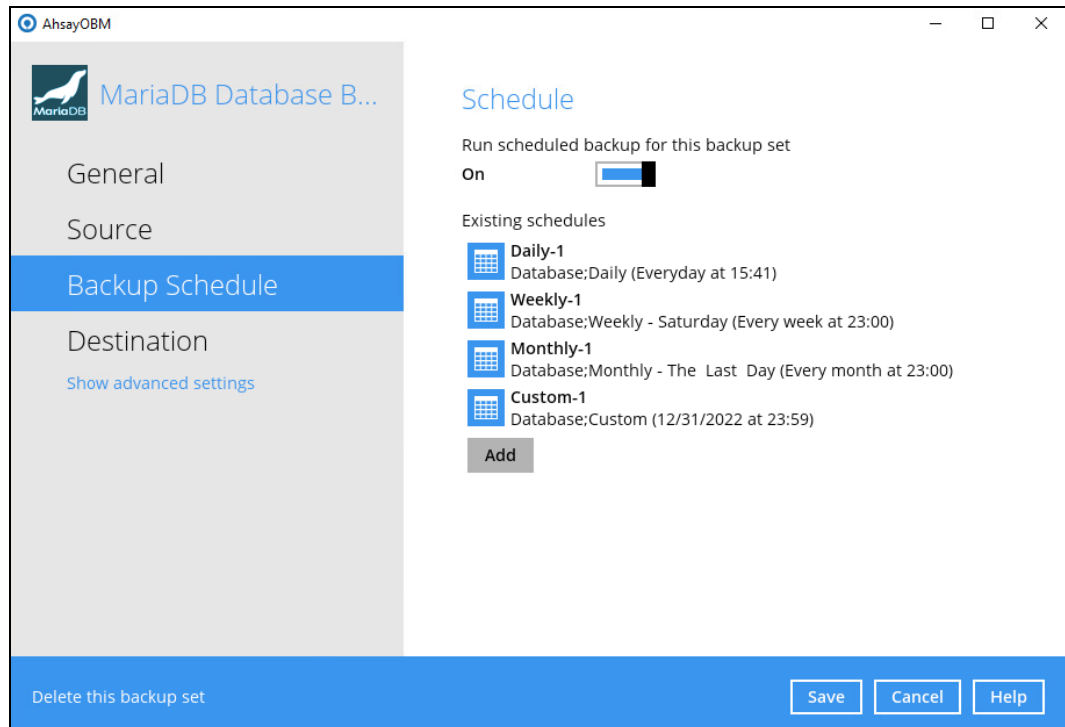 AhsayOBM
MariaDB
MariaDB Database B...
General
Source
Backup Schedule
Destination
Show advanced settings
Schedule
Run scheduled backup for this backup set
On
Existing schedules
Daily-1
Database;Daily (Everyday at 15:41)
Weekly-1
Database;Weekly - Saturday (Every week at 23:00)
Monthly-1
Database;Monthly - The  Last  Day (Every month at 23:00)
Custom-1
Database;Custom (12/31/2022 at 23:59)
Add
Delete this backup set
Save
Cancel
Help